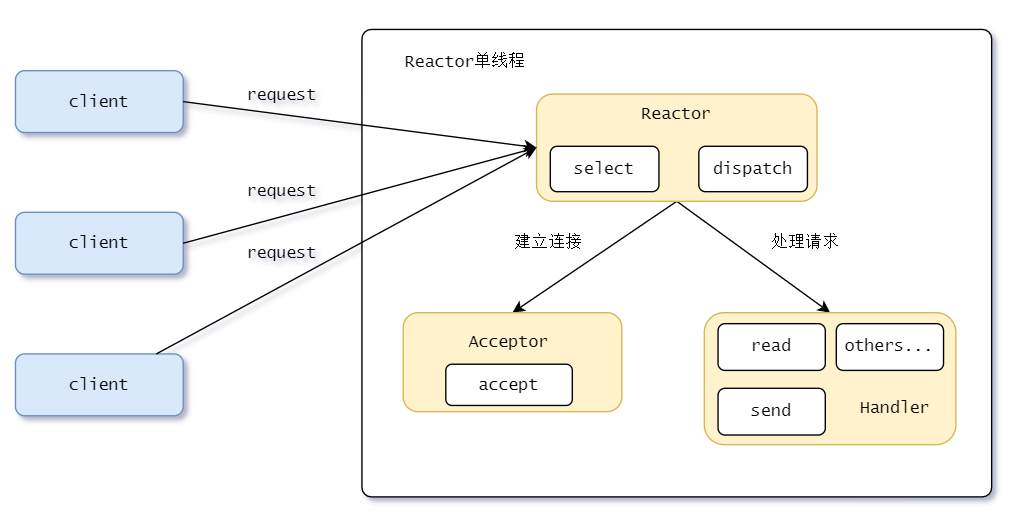 Reactor单线程
client
request
Reactor
select
dispatch
request
client
建立连接
处理请求
request
Acceptor
read
others...
client
accept
send
Handler